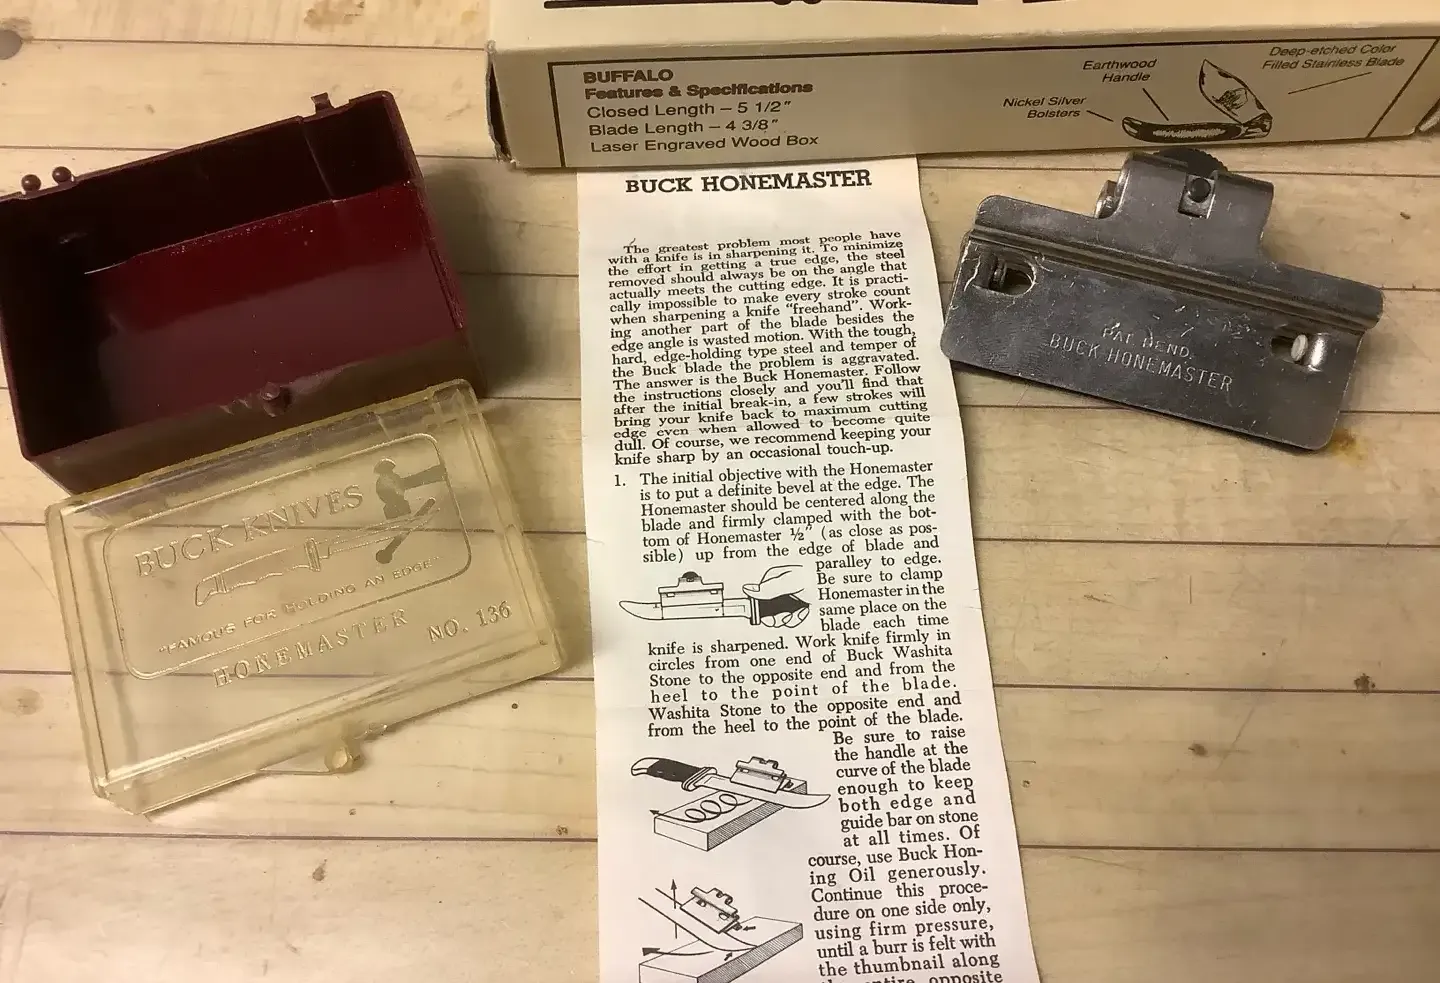 BUFFALO
Features & Specifications
Closed Length – 5 1/2"
Blade Length – 4 3/8"
Laser Engraved Wood Box
Earthwood
Handle
Nickel Silver
Bolsters
Deep-etched Color
Filled Stainless Blade
BUCK HONEMASTER
The greatest problem most people have
with a knife is in sharpening it. To minimize
the effort in getting a true edge, the steel
removed should always be on the angle that
actually meets the cutting edge. It is practi-
cally impossible to make every stroke count
when sharpening a knife "freehand". Work-
ing another part of the blade besides the
edge angle is wasted motion. With the tough,
hard, edge-holding type steel and temper of
the Buck blade the problem is aggravated.
The answer is the Buck Honemaster. Follow
the instructions closely and you'll find that
after the initial break-in, a few strokes will
bring your knife back to maximum cutting
edge even when allowed to become quite
dull. Of course, we recommend keeping your
knife sharp by an occasional touch-up.
1. The initial objective with the Honemaster
is to put a definite bevel at the edge. The
Honemaster should be centered along the
blade and firmly clamped with the bot-
tom of Honemaster ½" (as close as pos-
sible) up from the edge of blade and
paralley to edge.
Be sure to clamp
Honemaster in the
same place on the
blade each time
knife is sharpened. Work knife firmly in
circles from one end of Buck Washita
Stone to the opposite end and from the
heel to the point of the blade.
Washita Stone to the opposite end and
from the heel to the point of the blade.
Be sure to raise
the handle at the
curve of the blade
enough to keep
both edge and
guide bar on stone
at all times. Of
course, use Buck Hon-
ing Oil generously.
Continue this proce-
dure on one side only,
using firm pressure,
until a burr is felt with
the thumbnail along
the entire opposite
PAT. PEND.
BUCK HONEMASTER
BUCK KNIVES
"FAMOUS FOR HOLDING AN EDGE"
HONEMASTER NO. 136